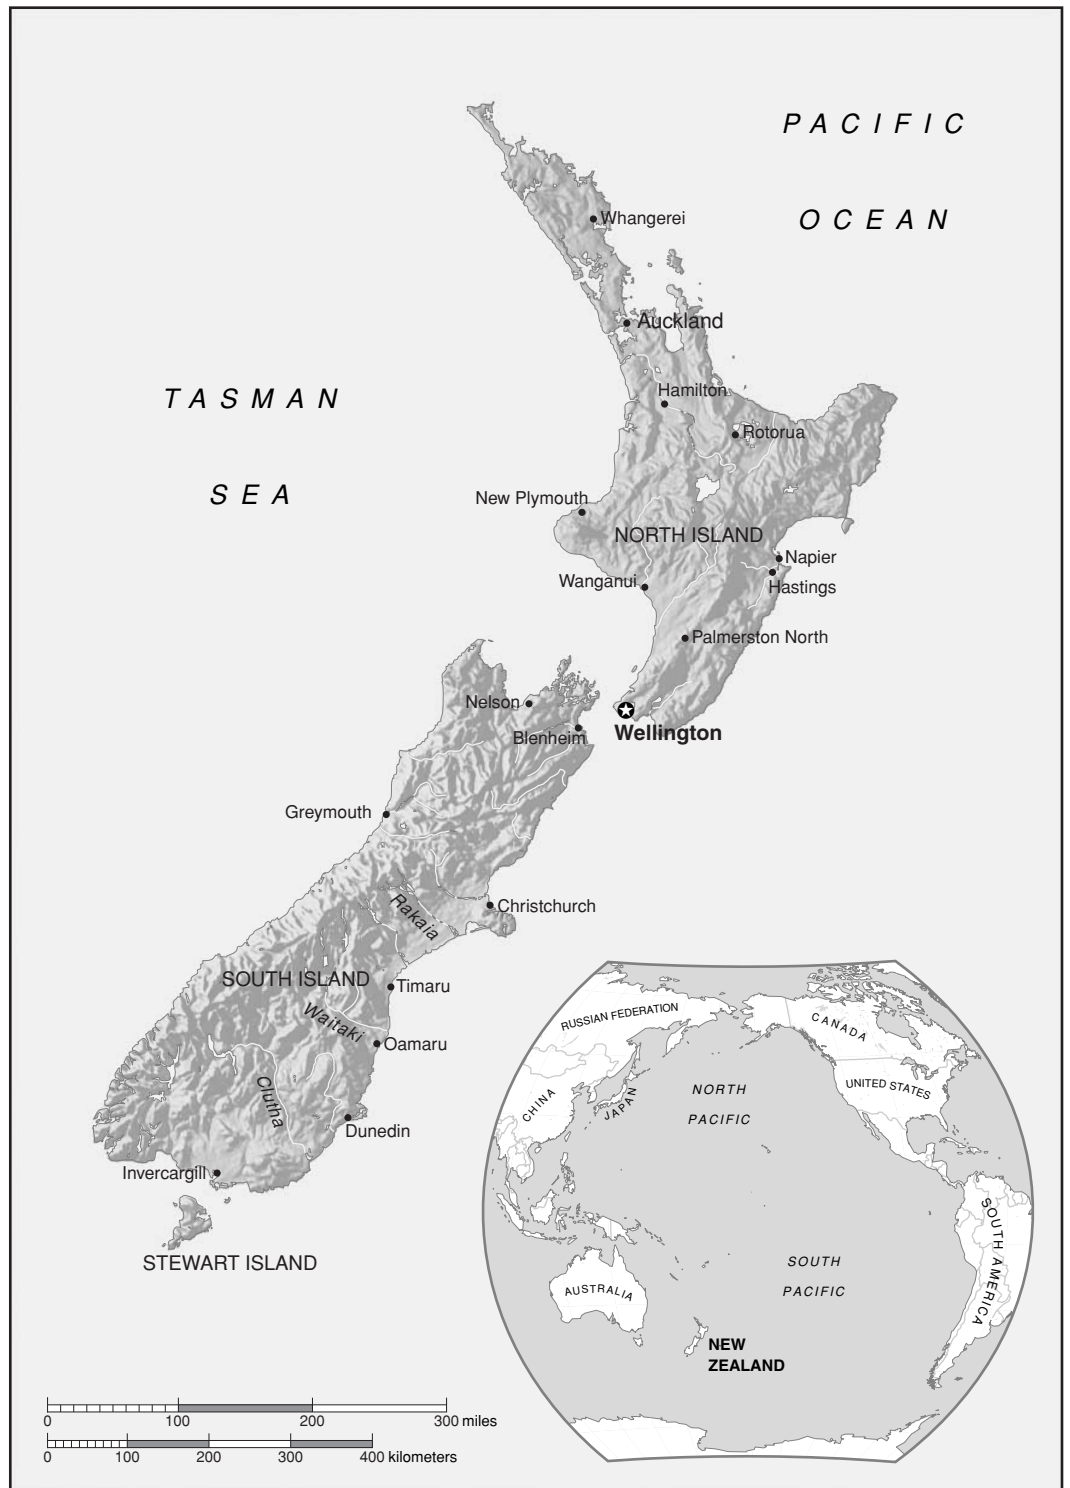 PACIFIC
OCEAN
Whangerei
Auckland
TASMAN
SEA
Hamilton
Rotorua
New Plymouth
NORTH ISLAND
Napier
Wanganui
Hastings
Palmerston North
Nelson
Blenheim
Wellington
Greymouth
Christchurch
Rakaia
SOUTH ISLAND
Timaru
Waitaki
Oamaru
Clutha
Dunedin
Invercargill
STEWART ISLAND
RUSSIAN FEDERATION
CANADA
CHINA
JAPAN
NORTH
PACIFIC
UNITED STATES
SOUTH AMERICA
SOUTH
PACIFIC
AUSTRALIA
NEW
ZEALAND
0 100 200 300 miles
0 100 200 300 400 kilometers